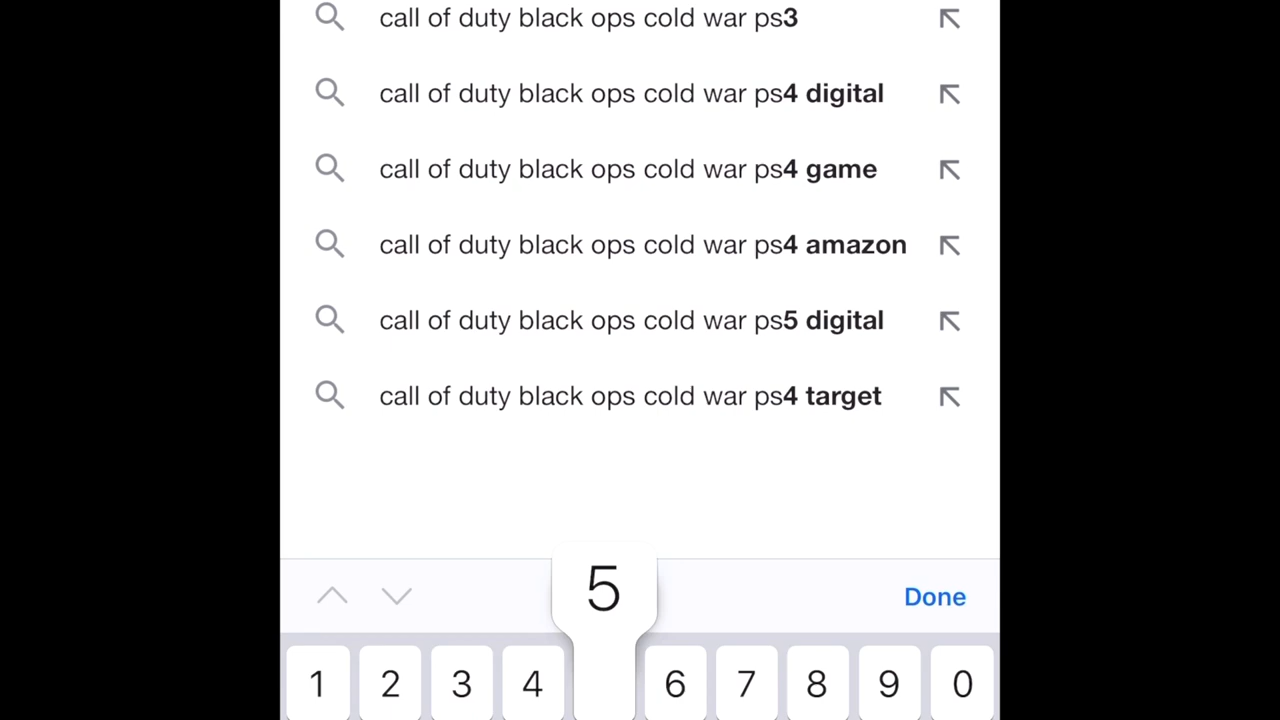 call of duty black ops cold war ps3
call of duty black ops cold war ps4 digital
call of duty black ops cold war ps4 game
call of duty black ops cold war ps4 amazon
call of duty black ops cold war ps5 digital
call of duty black ops cold war ps4 target
5
Done
1 2 3 4 6 7 8 9 0